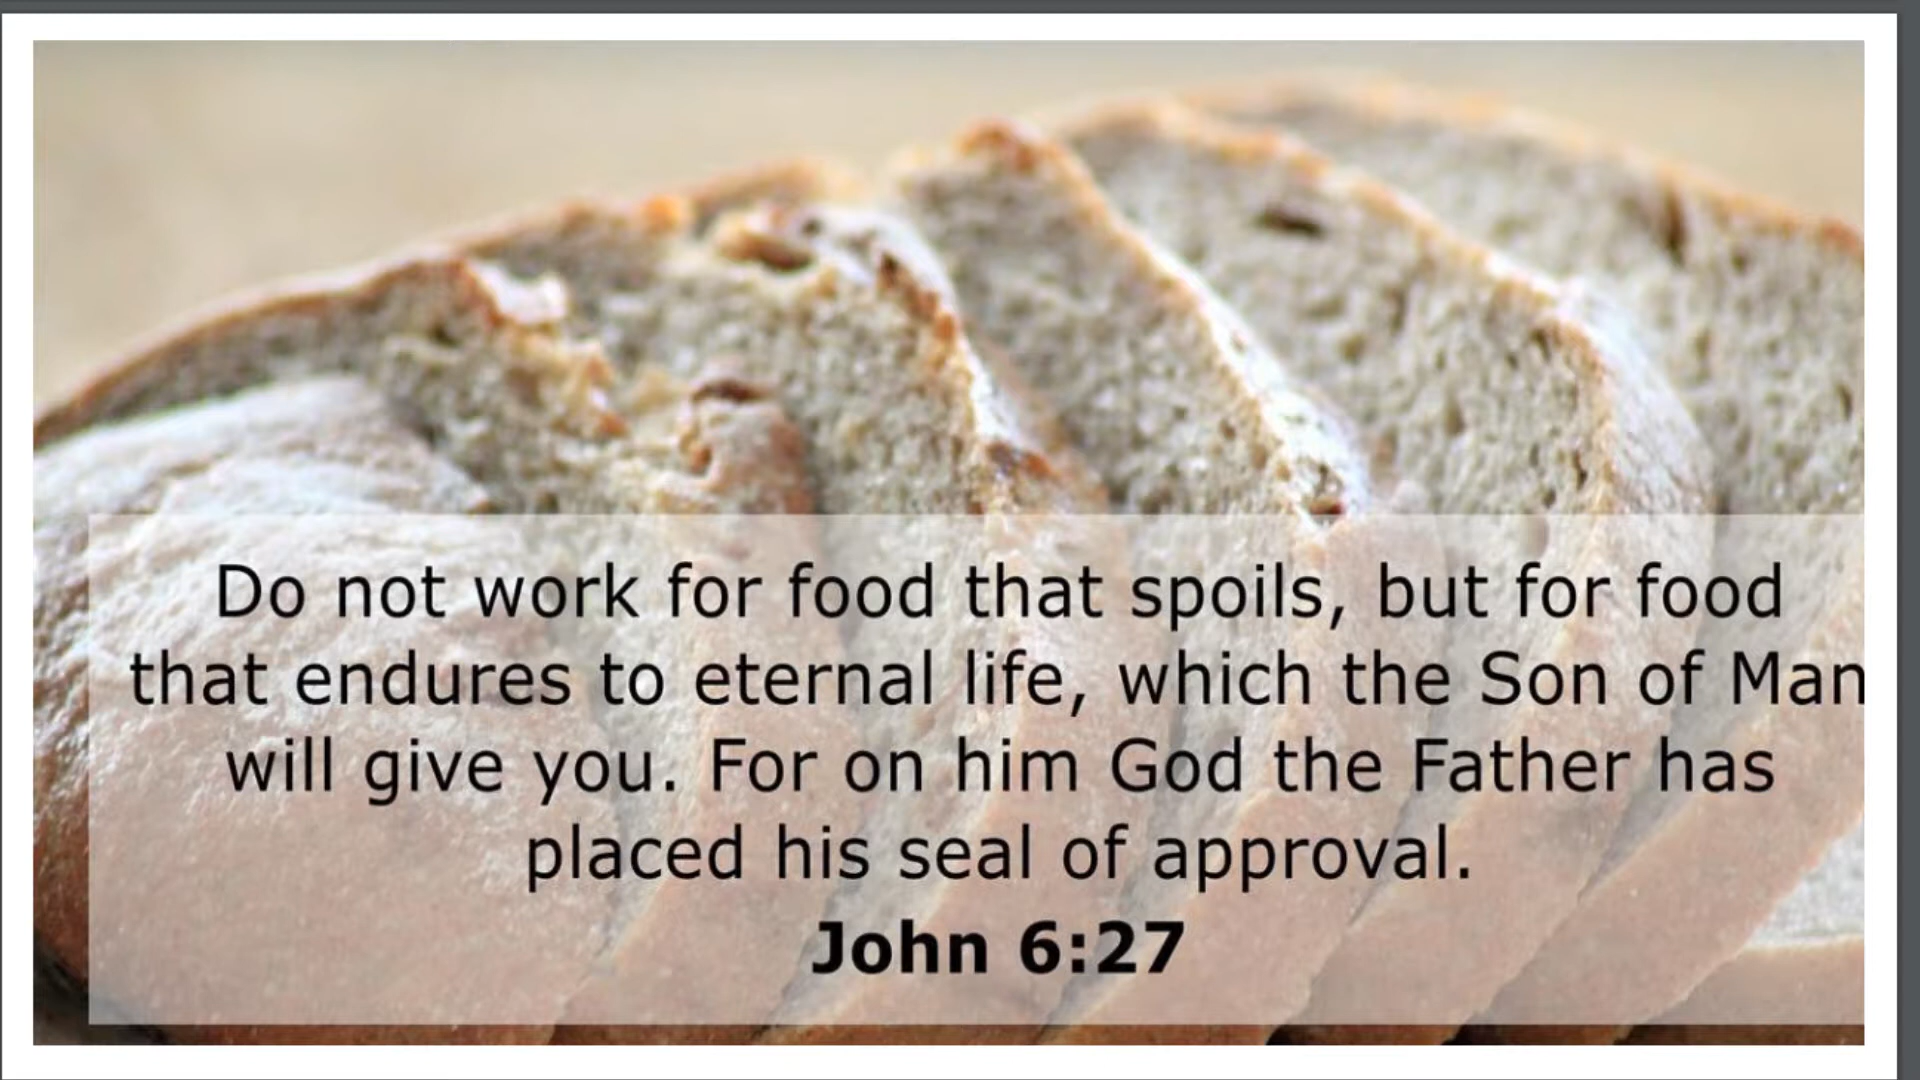 Do not work for food that spoils, but for food
that endures to eternal life, which the Son of Man
will give you. For on him God the Father has
placed his seal of approval.
John 6:27